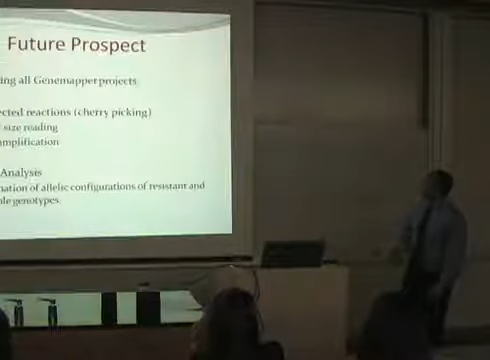 Future Prospect
ing all Genemapper projects
ected reactions (cherry picking)
size reading
mplification
Analysis
nation of allelic configurations of resistant and
le genotypes